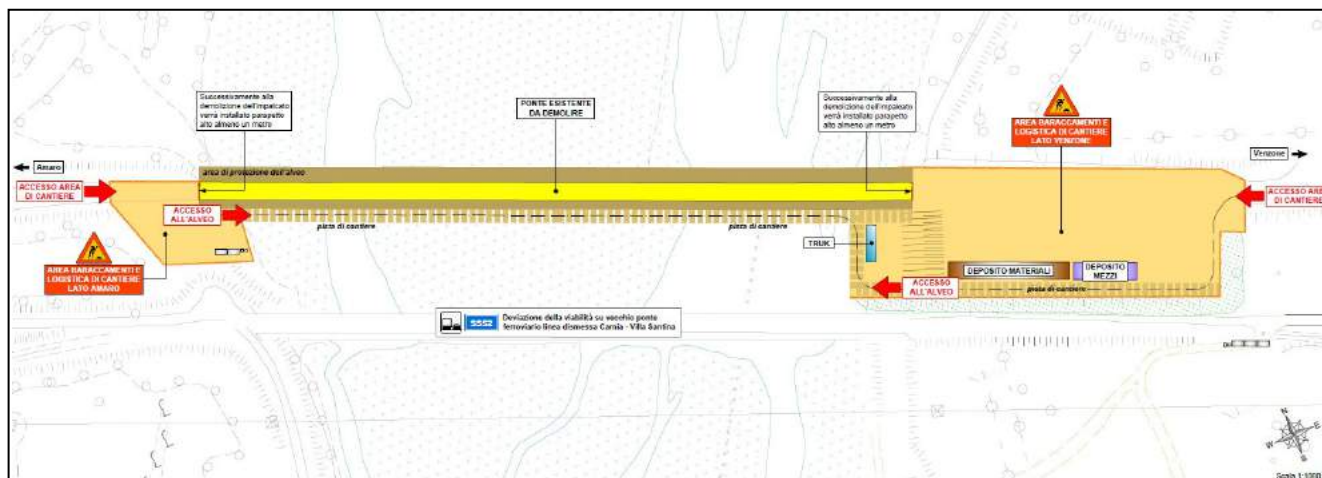 Successivamente alla
demolizione dell'impalcato
verrà installato parapetto
alto almeno un metro
PONTE ESISTENTE
DA DEMOLIRE
Successivamente alla
demolizione dell'impalcato
verrà installato parapetto
alto almeno un metro
AREA BARACCAMENTI E
LOGISTICA DI CANTIERE
LATO VENZONE
Amaro
Venzone
area di protezione dell'alveo
ACCESSO AREA
DI CANTIERE
ACCESSO AREA
DI CANTIERE
ACCESSO
ALL'ALVEO
pista di cantiere
pista di cantiere
TRUK
AREA BARACCAMENTI E
LOGISTICA DI CANTIERE
LATO AMARO
DEPOSITO MATERIALI
DEPOSITO
MEZZI
ACCESSO
ALL'ALVEO
pista di cantiere
SS52
Deviazione della viabilità su vecchio ponte
ferroviario linea dismessa Carnia - Villa Santina
N
W
E
S
Scala 1:1000